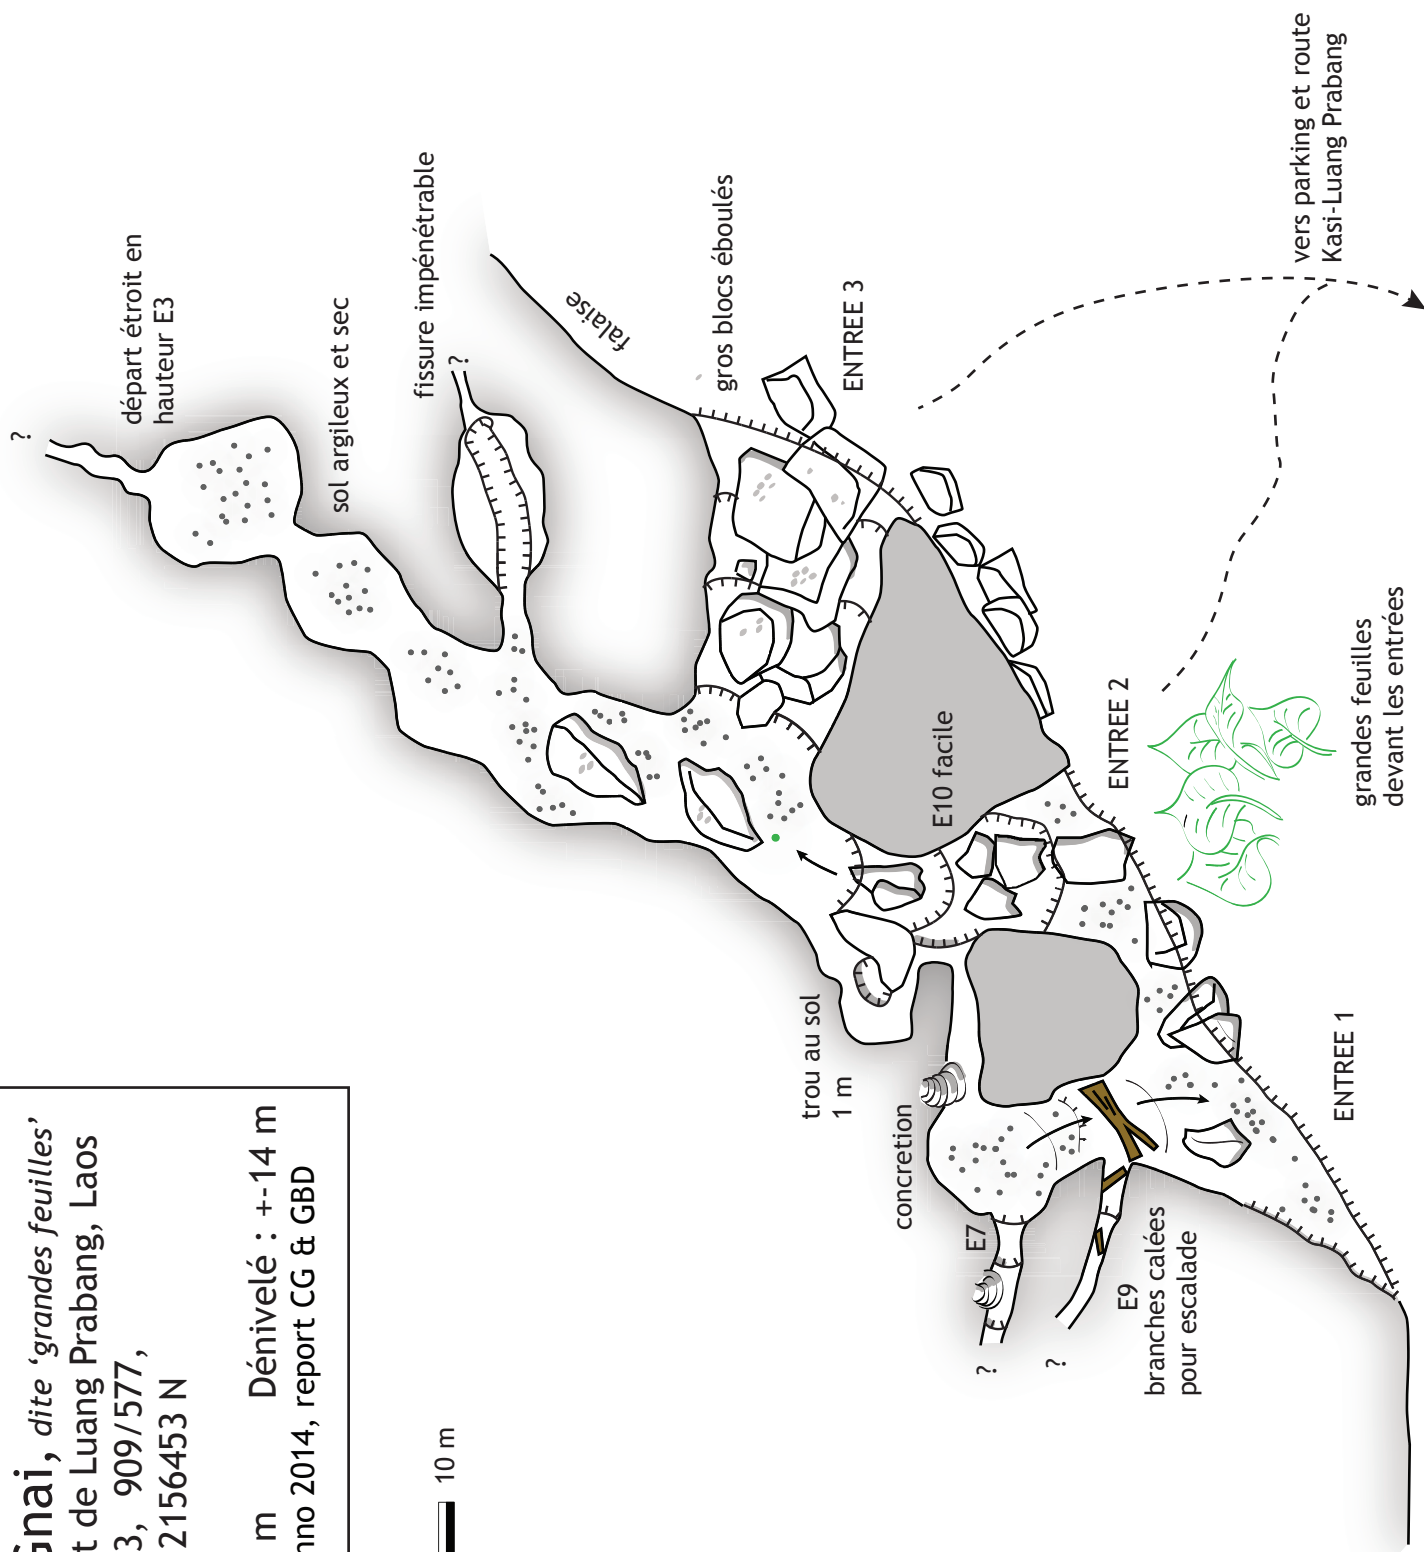 Gnai, dite ‘grandes feuilles’
t de Luang Prabang, Laos
3, 909/577,
2156453 N
m Dénivelé : +-14 m
nno 2014, report CG & GBD
10 m
?
départ étroit en
hauteur E3
sol argileux et sec
fissure impénétrable
?
falaise
gros blocs éboulés
ENTREE 3
vers parking et route
Kasi-Luang Prabang
trou au sol
1 m
concretion
E10 facile
E7
?
?
E9
branches calées
pour escalade
ENTREE 2
ENTREE 1
grandes feuilles
devant les entrées